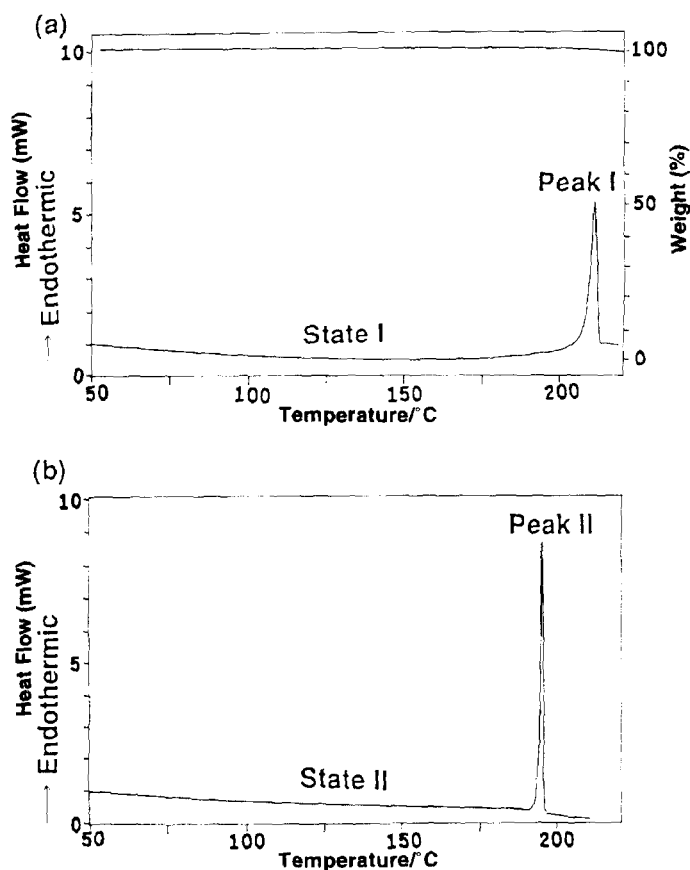 (a)
10
5
0
Heat Flow (mW)
→ Endothermic
100
50
0
Weight (%)
Peak I
State I
50 100 150 200
Temperature/°C
(b)
10
5
0
Heat Flow (mW)
→ Endothermic
Peak II
State II
50 100 150 200
Temperature/°C